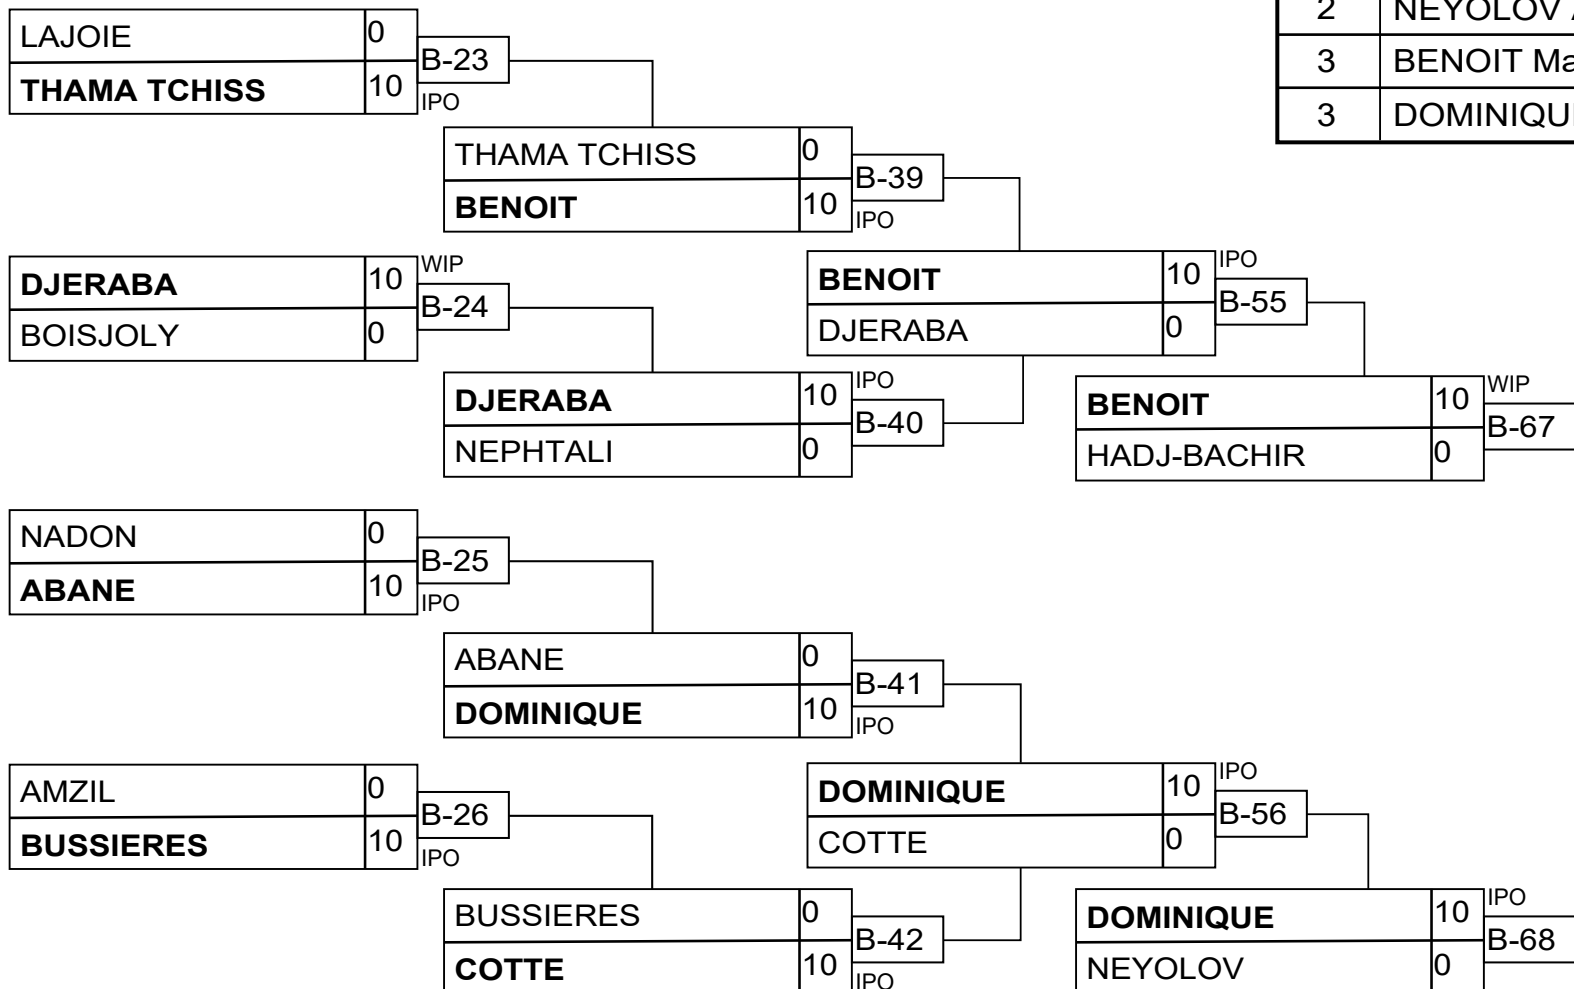 2 NEYOLOV
3 BENOIT Ma
3 DOMINIQUE
LAJOIE 0
B-23
THAMA TCHISS 10
IPO
THAMA TCHISS 0
B-39
BENOIT 10
IPO
WIP
DJERABA 10
B-24
BOISJOLY 0
IPO
BENOIT 10
B-55
DJERABA 0
IPO
DJERABA 10
B-40
NEPHTALI 0
WIP
BENOIT 10
B-67
HADJ-BACHIR 0
NADON 0
B-25
ABANE 10
IPO
ABANE 0
B-41
DOMINIQUE 10
IPO
AMZIL 0
B-26
BUSSIERES 10
IPO
IPO
DOMINIQUE 10
B-56
COTTE 0
BUSSIERES 0
B-42
COTTE 10
IPO
IPO
DOMINIQUE 10
B-68
NEYOLOV 0